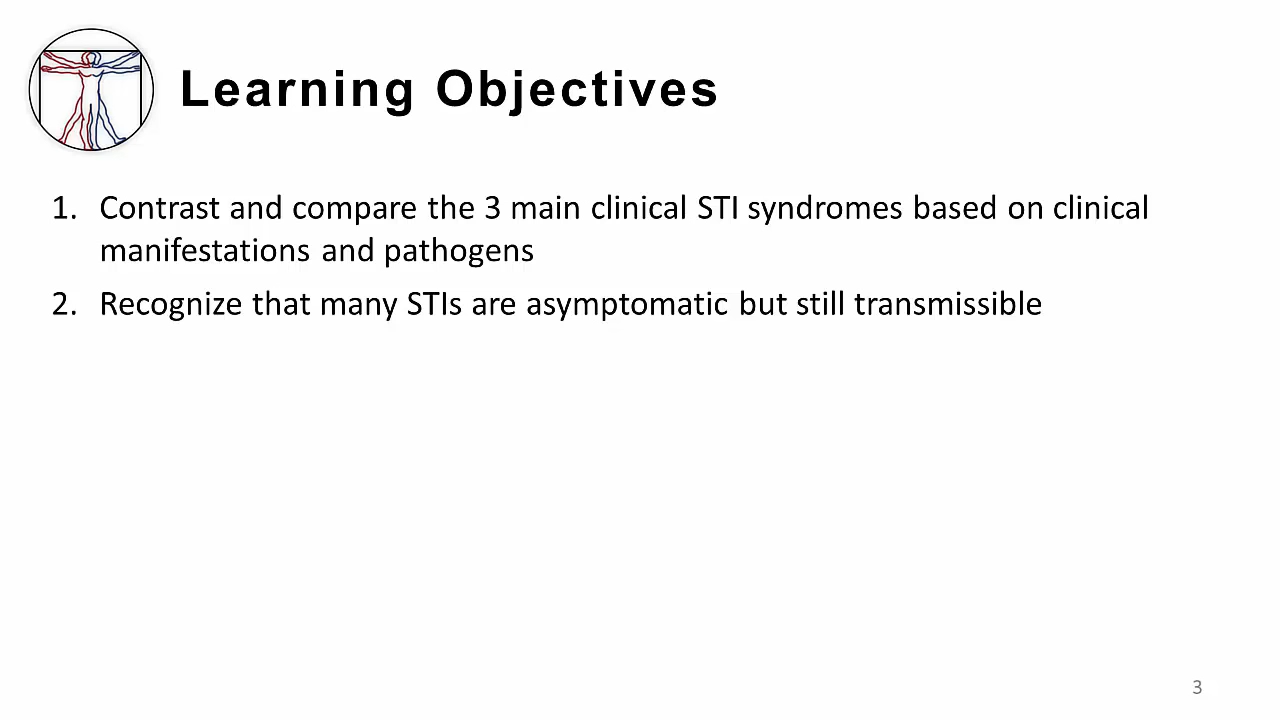 Learning Objectives
1. Contrast and compare the 3 main clinical STI syndromes based on clinical
manifestations and pathogens
2. Recognize that many STIs are asymptomatic but still transmissible
3